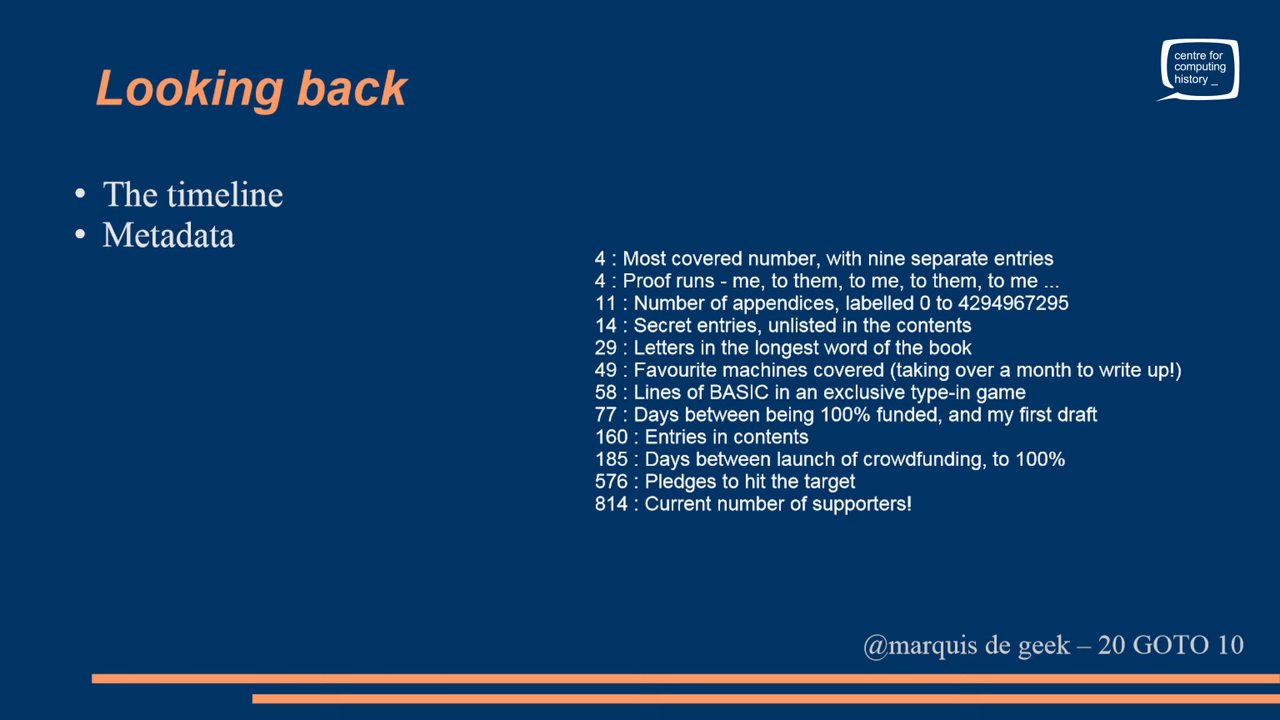 centre for
computing
history _
Looking back
• The timeline
• Metadata
4 : Most covered number, with nine separate entries
4 : Proof runs - me, to them, to me, to them, to me ...
11 : Number of appendices, labelled 0 to 4294967295
14 : Secret entries, unlisted in the contents
29 : Letters in the longest word of the book
49 : Favourite machines covered (taking over a month to write up!)
58 : Lines of BASIC in an exclusive type-in game
77 : Days between being 100% funded, and my first draft
160 : Entries in contents
185 : Days between launch of crowdfunding, to 100%
576 : Pledges to hit the target
814 : Current number of supporters!
@marquis de geek – 20 GOTO 10